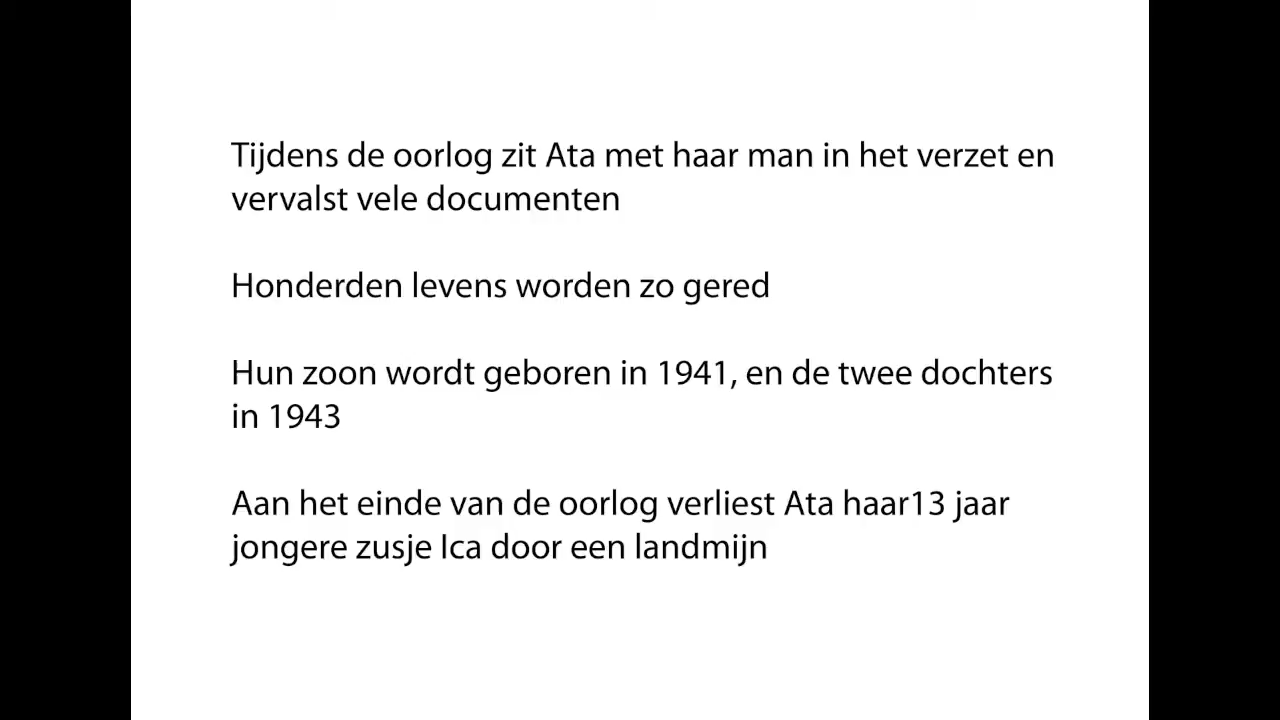 Tijdens de oorlog zit Ata met haar man in het verzet en
vervalst vele documenten
Honderden levens worden zo gered
Hun zoon wordt geboren in 1941, en de twee dochters
in 1943
Aan het einde van de oorlog verliest Ata haar13 jaar
jongere zusje Ica door een landmijn